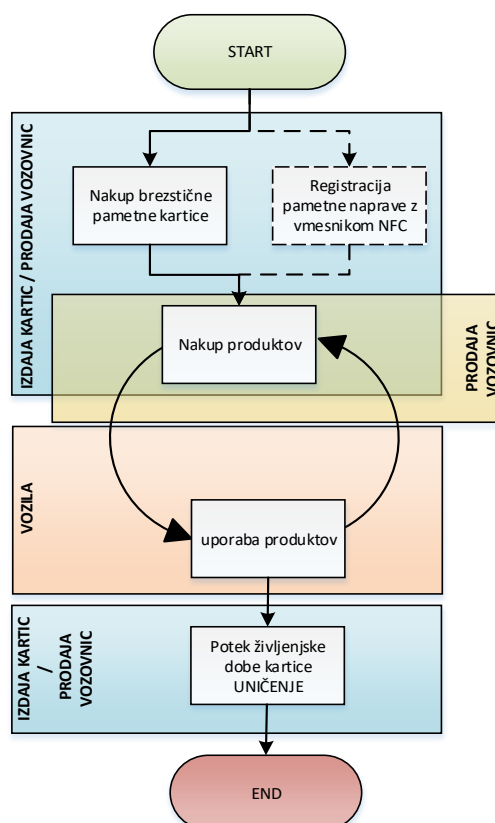 START
IZDAJA KARTIC / PRODAJA VOZOVNIC
Nakup brezstične
pametne kartice
Registracija
pametne naprave z
vmesnikom NFC
Nakup produktov
PRODAJA
VOZOVNIC
VOZILA
uporaba produktov
IZDAJA KARTIC
/
PRODAJA
VOZOVNIC
Potek življenjske
dobe kartice
UNIČENJE
END